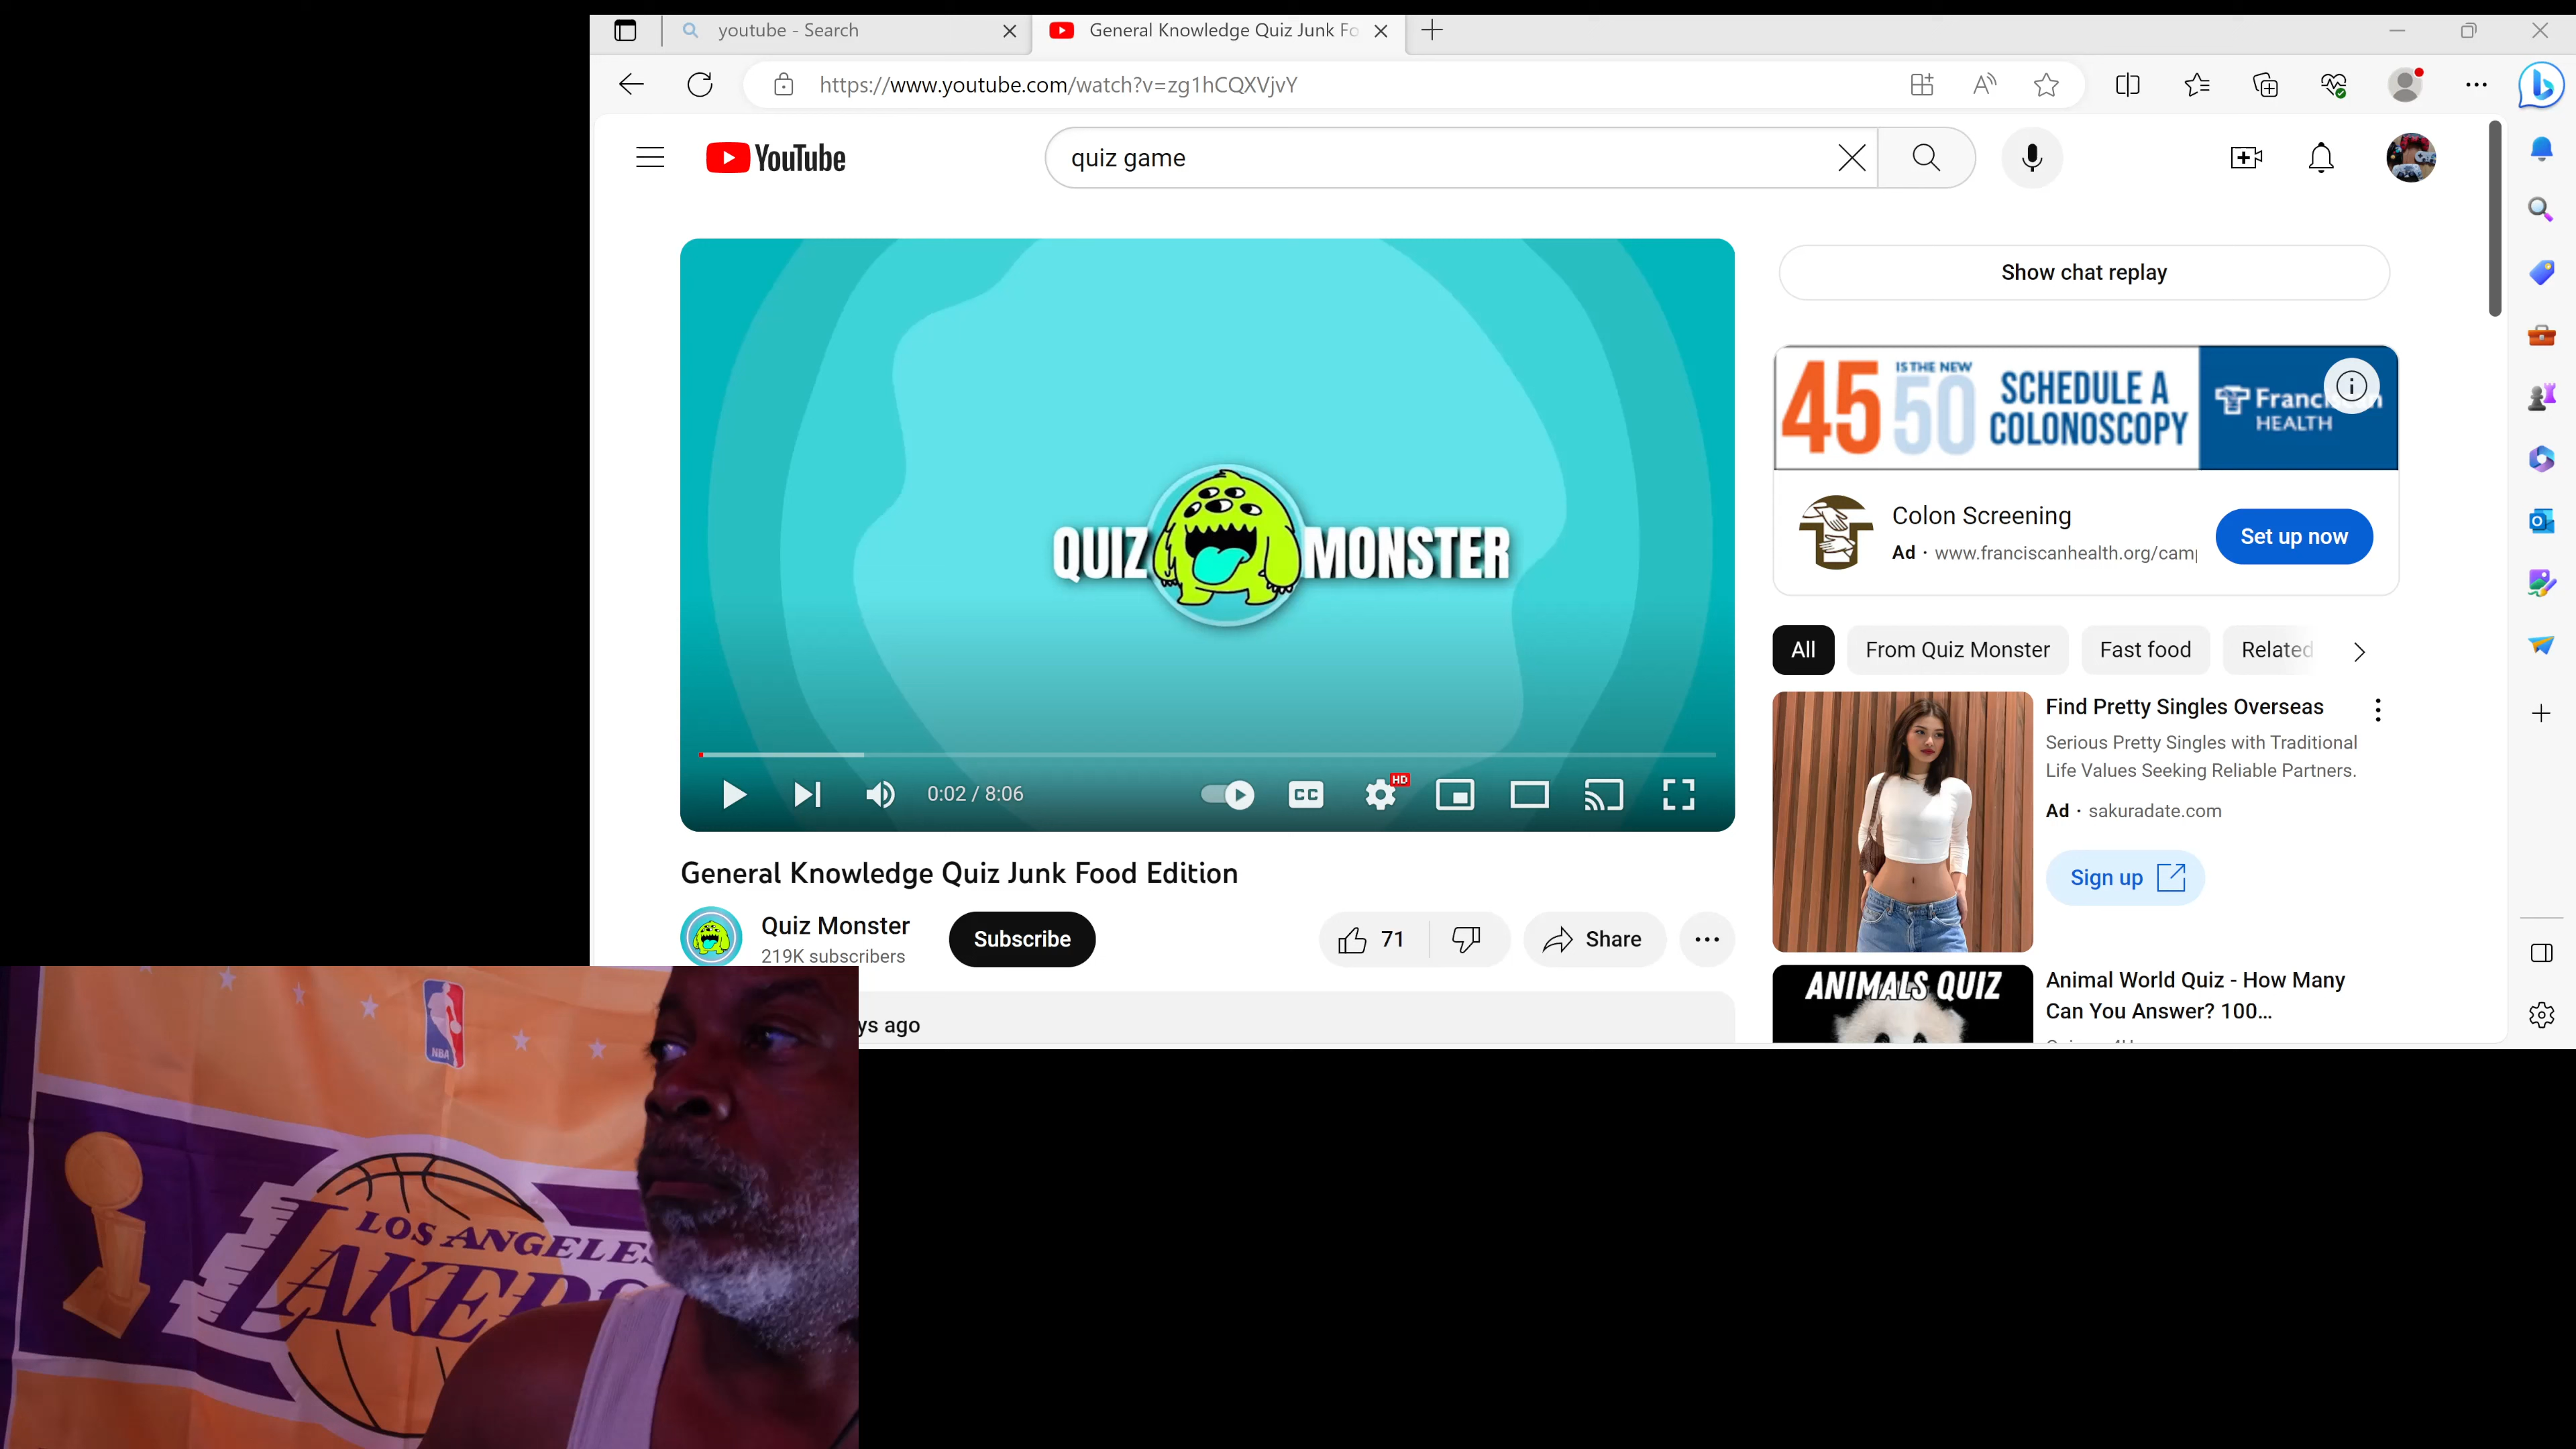 youtube - Search
General Knowledge Quiz Junk Fo
https://www.youtube.com/watch?v=zg1hCQXVjvY
YouTube
quiz game
Show chat replay
QUIZ MONSTER
45 IS THE NEW 50
SCHEDULE A COLONOSCOPY
HEALTH
Colon Screening
Ad · www.franciscanhealth.org/cam
Set up now
All
From Quiz Monster
Fast food
Related
0:02 / 8:06
CC
HD
Find Pretty Singles Overseas
Serious Pretty Singles with Traditional
Life Values Seeking Reliable Partners.
Ad · sakuradate.com
Sign up
General Knowledge Quiz Junk Food Edition
Quiz Monster
219K subscribers
Subscribe
71
Share
ANIMALS QUIZ
Animal World Quiz - How Many
Can You Answer? 100...
ago
NBA
LOS ANGELES
LAKERS